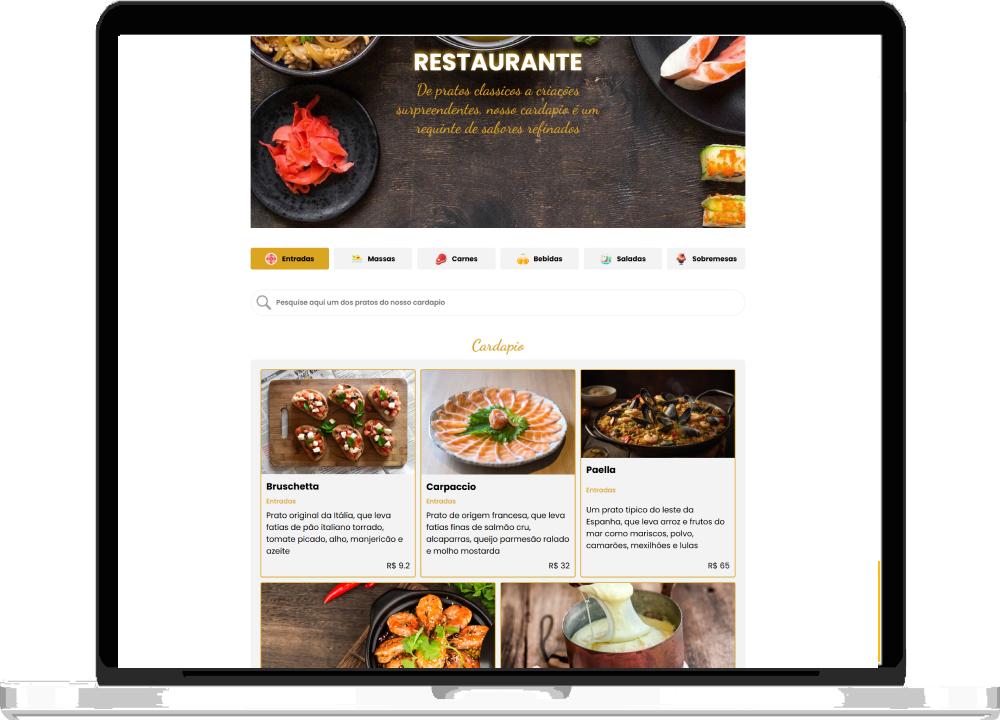 RESTAURANTE
De pratos classicos a criações
surpreendentes, nosso cardapio é um
requinte de sabores refinados
Entradas
Massas
Carnes
Bebidas
Saladas
Sobremesas
Pesquise aqui um dos pratos do nosso cardapio
Cardapio
Bruschetta
Entradas
Prato original da Itália, que leva
fatias de pão italiano torrado,
tomate picado, alho, manjericão e
azeite
R$ 9.2
Carpaccio
Entradas
Prato de origem francesa, que leva
fatias finas de salmão cru,
alcaparras, queijo parmesão ralado
e molho mostarda
R$ 32
Paella
Entradas
Um prato típico do leste da
Espanha, que leva arroz e frutos do
mar como mariscos, polvo,
camarões, mexilhões e lulas
R$ 65